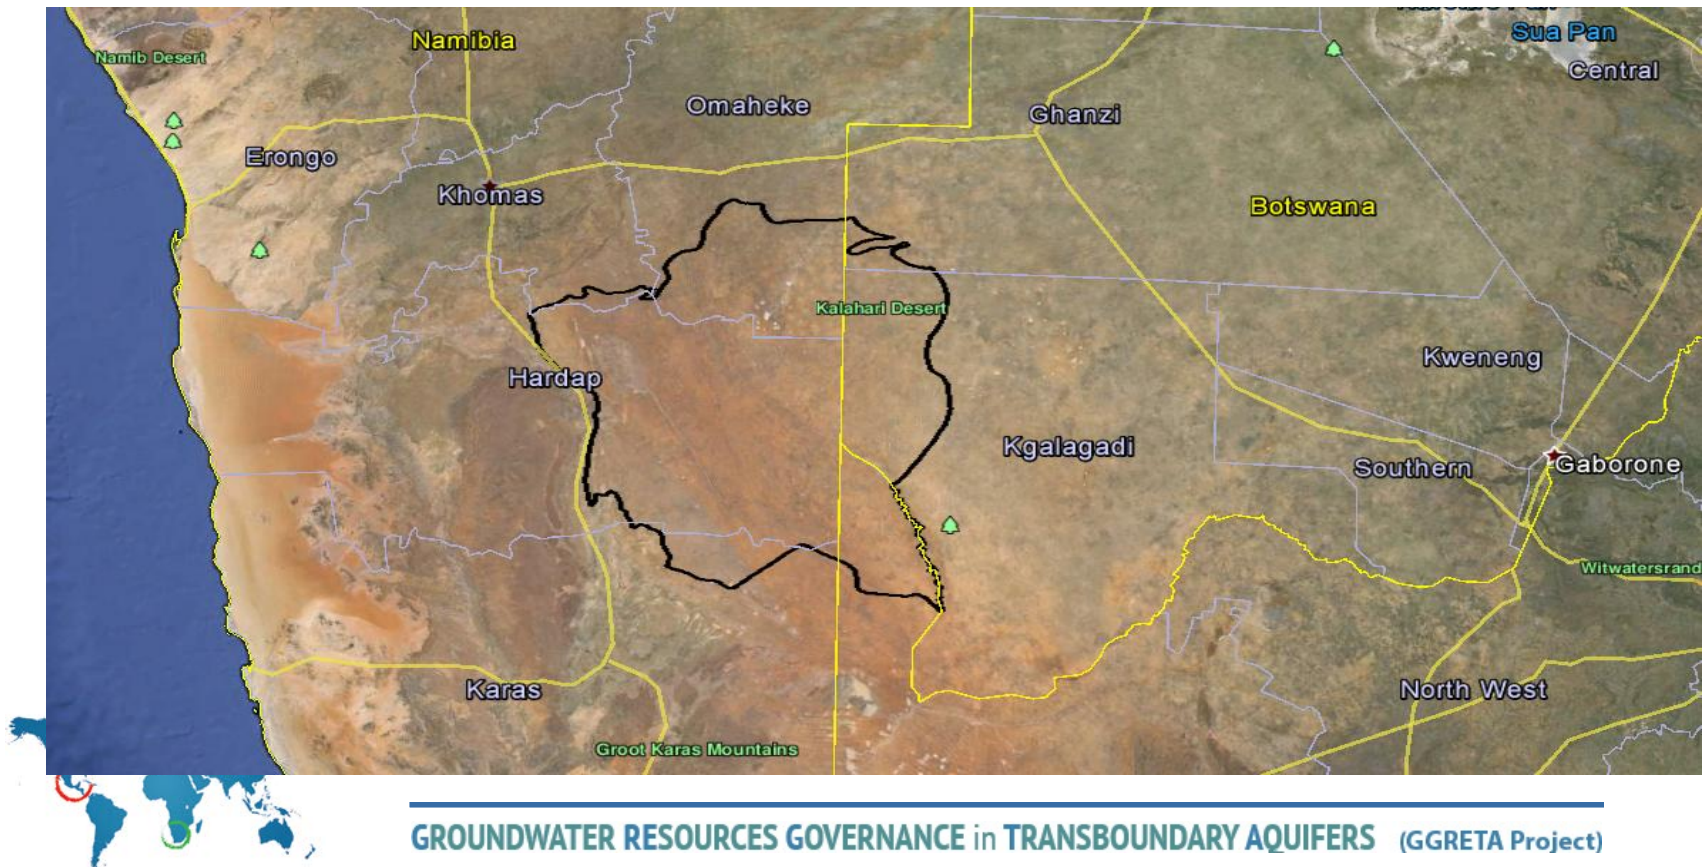 Sua Pan
Namibia
Namib Desert
Central
Omaheke
Ghanzi
Erongo
Khomas
Botswana
Kalahari Desert
Kweneng
Hardap
Kgalagadi
Southern
Gaborone
Witwatersrand
Karas
North West
Groot Karas Mountains
GROUNDWATER RESOURCES GOVERNANCE in TRANSBOUNDARY AQUIFERS (GGRETA Project)